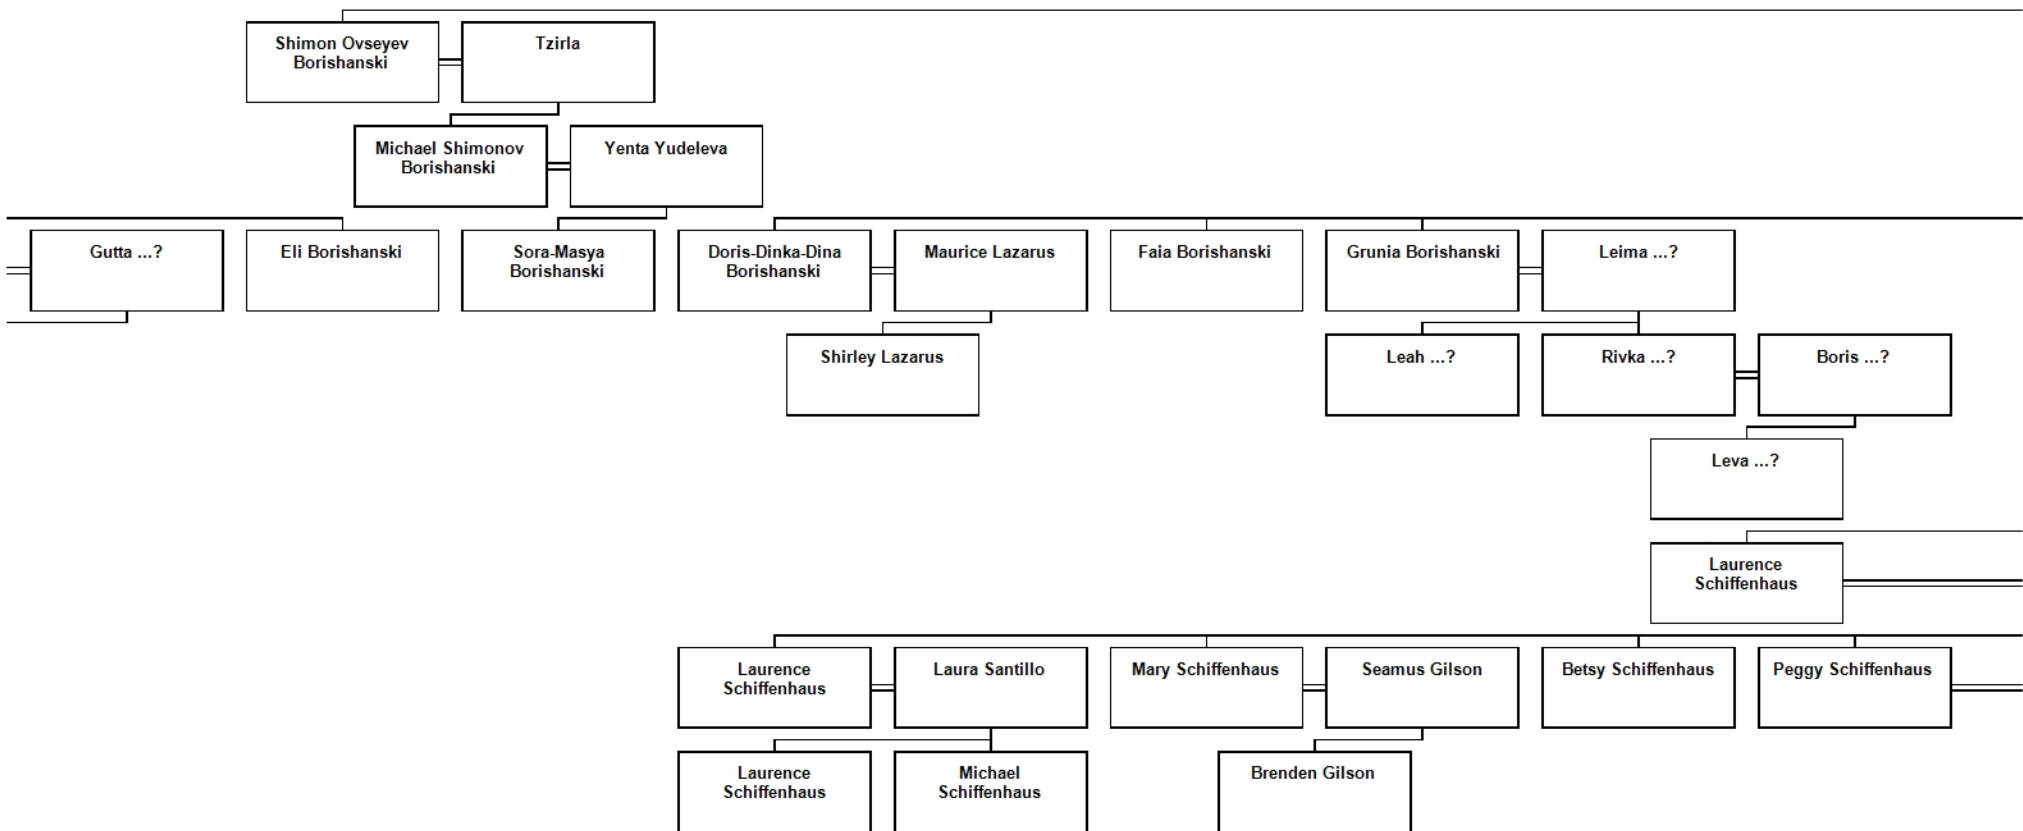 Shimon Ovseyev
Borishanski
Tzirla
Michael Shimonov
Borishanski
Yenta Yudeleva
Gutta ...?
Eli Borishanski
Sora-Masya
Borishanski
Doris-Dinka-Dina
Borishanski
Maurice Lazarus
Faia Borishanski
Grunia Borishanski
Leima ...?
Shirley Lazarus
Leah ...?
Rivka ...?
Boris ...?
Leva ...?
Laurence
Schiffenhaus
Laurence
Schiffenhaus
Laura Santillo
Mary Schiffenhaus
Seamus Gilson
Betsy Schiffenhaus
Peggy Schiffenhaus
Laurence
Schiffenhaus
Michael
Schiffenhaus
Brenden Gilson